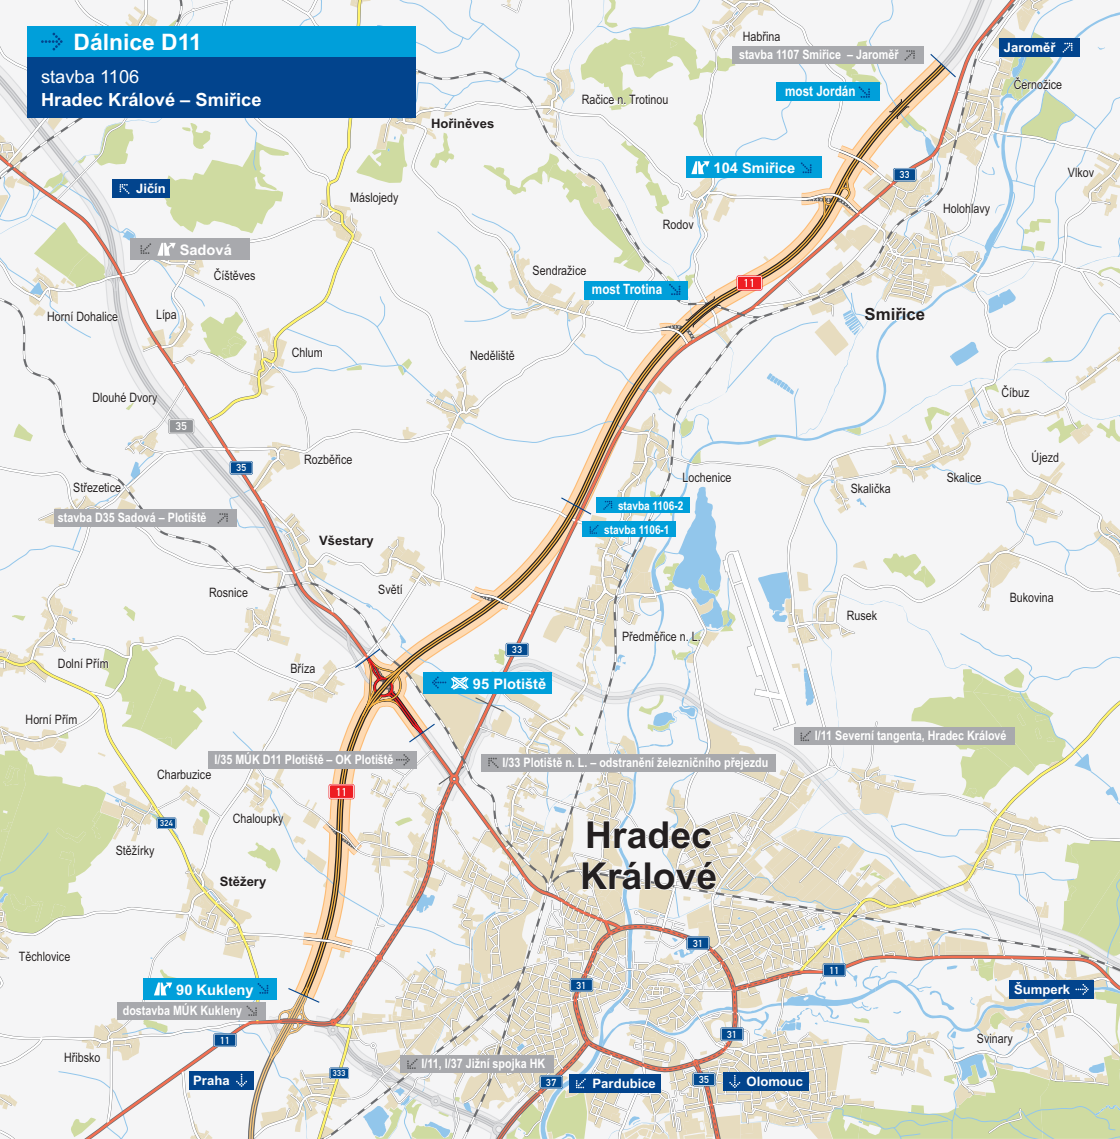 Dálnice D11
stavba 1106
Hradec Králové – Smiřice
Habřina
stavba 1107 Smiřice – Jaroměř
Jaroměř
most Jordán
Černožice
Račice n. Trotinou
Hořiněves
104 Smiřice
33
Vlkov
Jičín
Máslojedy
Holohlavy
Rodov
Sadová
Číštěves
Sendražice
most Trotina
11
Horní Dohalice
Lípa
Smiřice
Chlum
Neděliště
Dlouhé Dvory
Číbuz
35
Rozběřice
35
Újezd
Lochenice
Skalička
Skalice
Střezetice
stavba D35 Sadová – Plotiště
stavba 1106-2
stavba 1106-1
Všestary
Světí
Rosnice
Bukovina
Rusek
Předměřice n. L.
33
Dolní Přím
Bříza
95 Plotiště
Horní Přím
I/11 Severní tangenta, Hradec Králové
I/35 MÚK D11 Plotiště – OK Plotiště
I/33 Plotiště n. L. – odstranění železničního přejezdu
Charbuzice
11
Chaloupky
324
Hradec
Králové
Stěžírky
Stěžery
31
Těchlovice
11
31
90 Kukleny
Šumperk
dostavba MÚK Kukleny
31
11
Svinary
Hřibsko
I/11, I/37 Jižní spojka HK
333
Praha
37
Pardubice
35
Olomouc